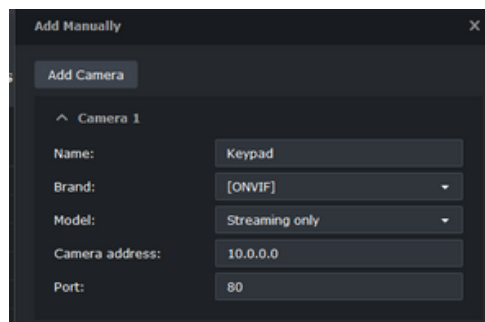 Add Manually
Add Camera
Camera 1
Name: Keypad
Brand: [ONVIF]
Model: Streaming only
Camera address: 10.0.0.0
Port: 80